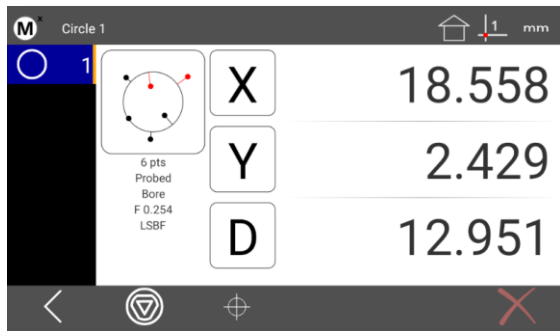 M× Circle 1
1 mm
1
X 18.558
Y 2.429
D 12.951
6 pts
Probed
Bore
F 0.254
LSBF